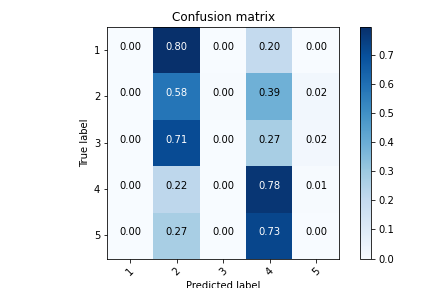 Confusion matrix
True label
1 0.00 0.80 0.00 0.20 0.00
2 0.00 0.58 0.00 0.39 0.02
3 0.00 0.71 0.00 0.27 0.02
4 0.00 0.22 0.00 0.78 0.01
5 0.00 0.27 0.00 0.73 0.00
1 2 3 4 5
Predicted label
0.7
0.6
0.5
0.4
0.3
0.2
0.1
0.0